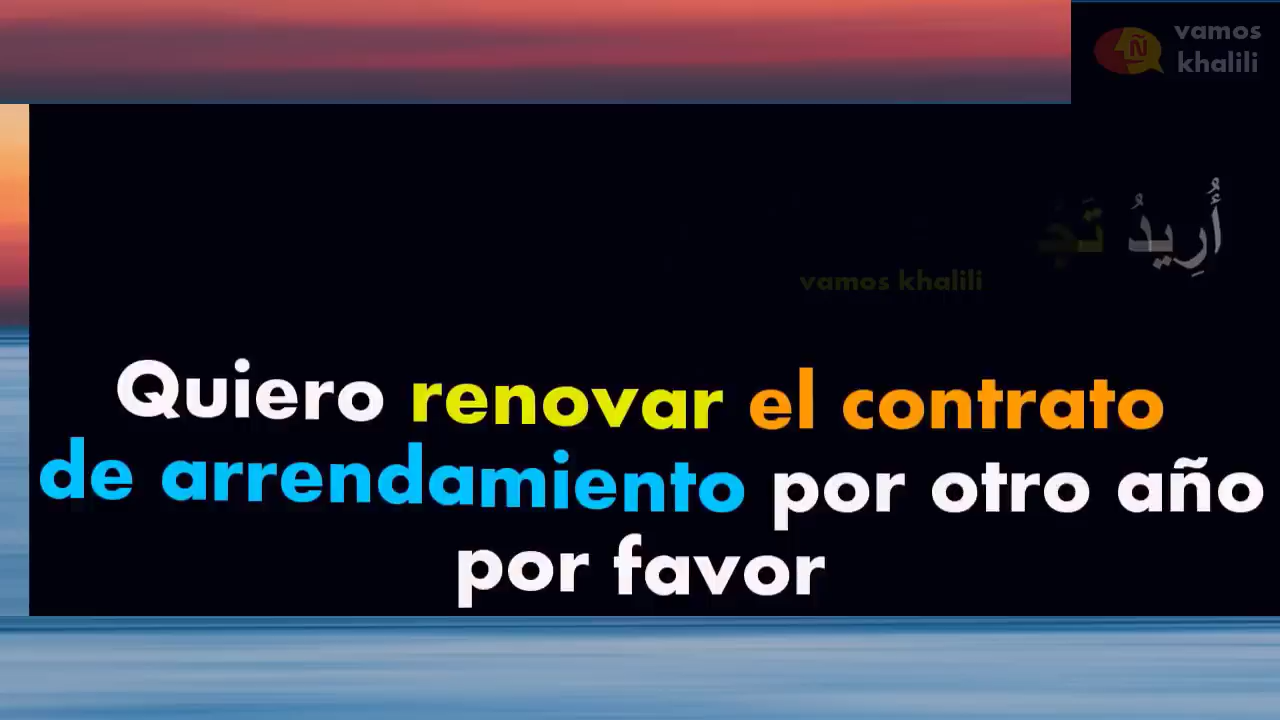 vamos
khalili
أُرِيدُ
vamos khalili
Quiero renovar el contrato
de arrendamiento por otro año
por favor